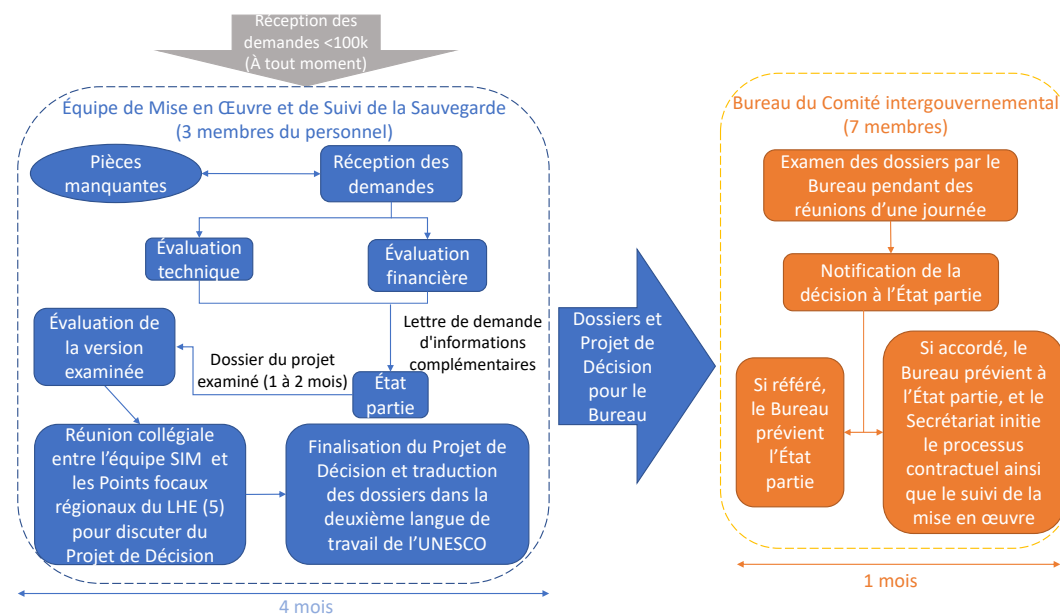 Réception des
demandes <100k
(À tout moment)
Équipe de Mise en Œuvre et de Suivi de la Sauvegarde
(3 membres du personnel)
Pièces
manquantes
Réception des
demandes
Évaluation
technique
Évaluation
financière
Lettre de demande
d'informations
complémentaires
Évaluation de
la version
examinée
Dossier du projet
examiné (1 à 2 mois)
État
partie
Réunion collégiale
entre l'équipe SIM et
les Points focaux
régionaux du LHE (5)
pour discuter du
Projet de Décision
Finalisation du Projet de
Décision et traduction
des dossiers dans la
deuxième langue de
travail de l'UNESCO
4 mois
Dossiers et
Projet de
Décision
pour le
Bureau
Bureau du Comité intergouvernemental
(7 membres)
Examen des dossiers par le
Bureau pendant des
réunions d'une journée
Notification de la
décision à l'État partie
Si référé,
le Bureau
prévient
l'État
partie
Si accordé, le
Bureau prévient à
l'État partie, et le
Secrétariat initie
le processus
contractuel ainsi
que le suivi de la
mise en œuvre
1 mois